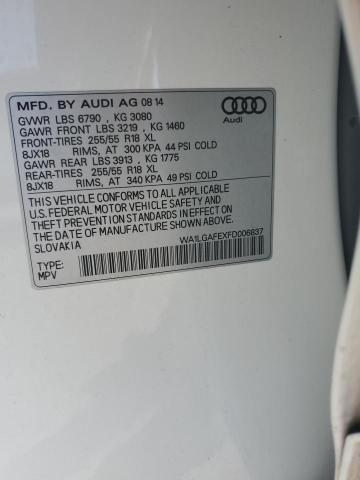 MFD. BY AUDI AG 08 14
GVWR LBS 6790 , KG 3080
GAWR FRONT LBS 3219 , KG 1460
FRONT-TIRES 255/55 R18 XL
8JX18 RIMS, AT 300 KPA 44 PSI COLD
GAWR REAR LBS 3913 , KG 1775
REAR-TIRES 255/55 R18 XL
8JX18 RIMS, AT 340 KPA 49 PSI COLD
Audi
THIS VEHICLE CONFORMS TO ALL APPLICABLE
U.S. FEDERAL MOTOR VEHICLE SAFETY AND
THEFT PREVENTION STANDARDS IN EFFECT ON
THE DATE OF MANUFACTURE SHOWN ABOVE.
SLOVAKIA
WA1LGAFEXFD006837
TYPE:
MPV